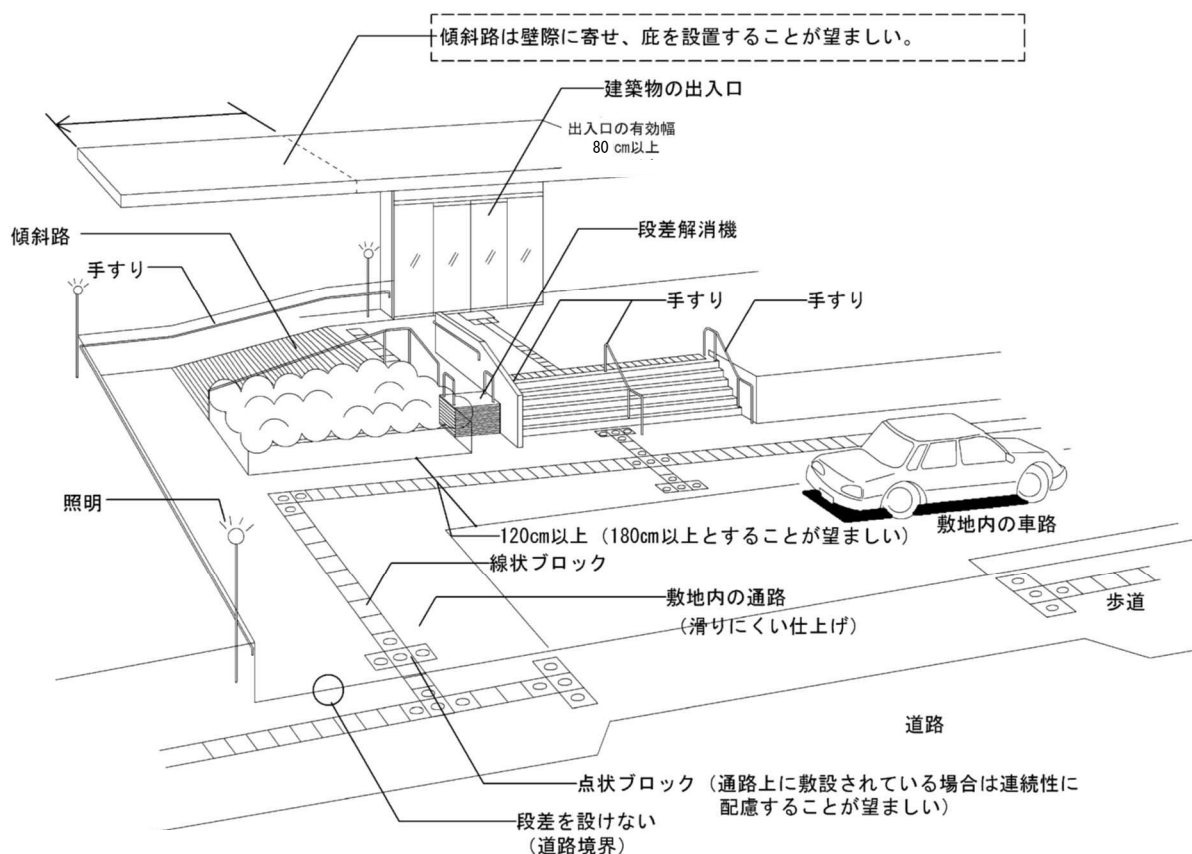 傾斜路は壁際に寄せ、庇を設置することが望ましい。
建築物の出入口
出入口の有効幅
80 cm以上
段差解消機
傾斜路
手すり
手すり
手すり
照明
敷地内の車路
120cm以上（180cm以上とすることが望ましい）
線状ブロック
敷地内の通路
（滑りにくい仕上げ）
歩道
道路
点状ブロック（通路上に敷設されている場合は連続性に
配慮することが望ましい）
段差を設けない
（道路境界）